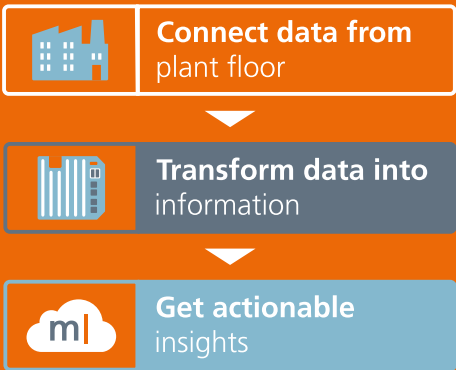 Connect data from
plant floor
Transform data into
information
m|
Get actionable
insights